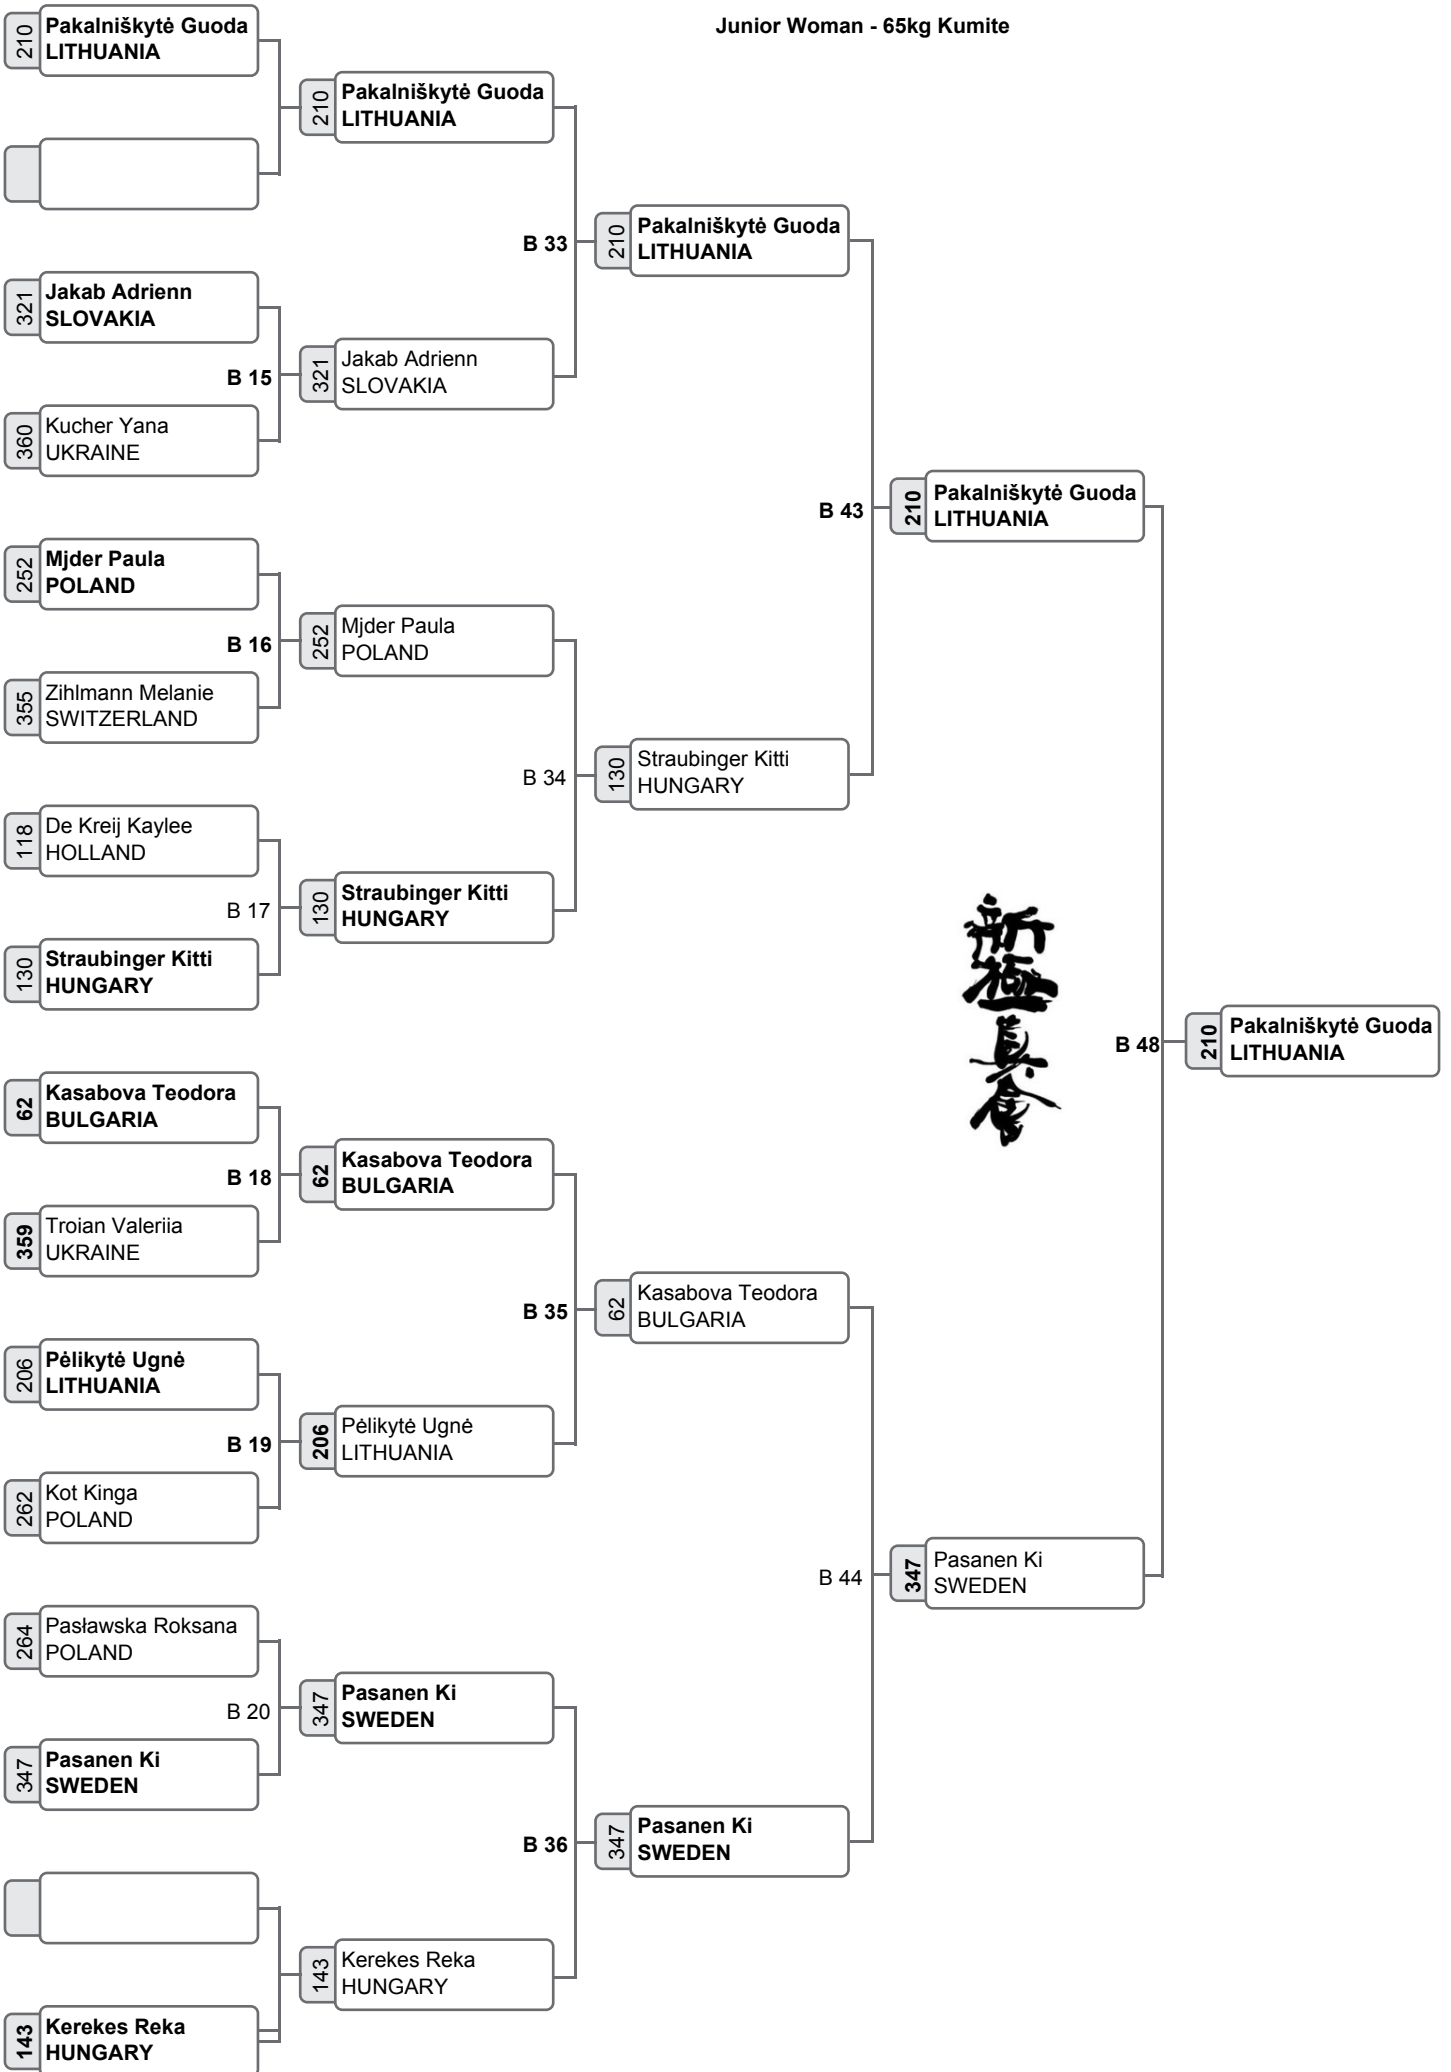 Junior Woman - 65kg Kumite
210
Pakalniškytė Guoda
LITHUANIA
321
Jakab Adrienn
SLOVAKIA
B 15
360
Kucher Yana
UKRAINE
252
Mjder Paula
POLAND
B 16
355
Zihlmann Melanie
SWITZERLAND
118
De Kreij Kaylee
HOLLAND
B 17
130
Straubinger Kitti
HUNGARY
62
Kasabova Teodora
BULGARIA
B 18
359
Troian Valeriia
UKRAINE
206
Pėlikytė Ugnė
LITHUANIA
B 19
262
Kot Kinga
POLAND
264
Pasławska Roksana
POLAND
B 20
347
Pasanen Ki
SWEDEN
143
Kerekes Reka
HUNGARY
210
Pakalniškytė Guoda
LITHUANIA
B 33
321
Jakab Adrienn
SLOVAKIA
252
Mjder Paula
POLAND
B 34
130
Straubinger Kitti
HUNGARY
62
Kasabova Teodora
BULGARIA
B 35
206
Pėlikytė Ugnė
LITHUANIA
347
Pasanen Ki
SWEDEN
B 36
143
Kerekes Reka
HUNGARY
210
Pakalniškytė Guoda
LITHUANIA
B 43
130
Straubinger Kitti
HUNGARY
62
Kasabova Teodora
BULGARIA
B 44
347
Pasanen Ki
SWEDEN
210
Pakalniškytė Guoda
LITHUANIA
新極真会
B 48
347
Pasanen Ki
SWEDEN
210
Pakalniškytė Guoda
LITHUANIA